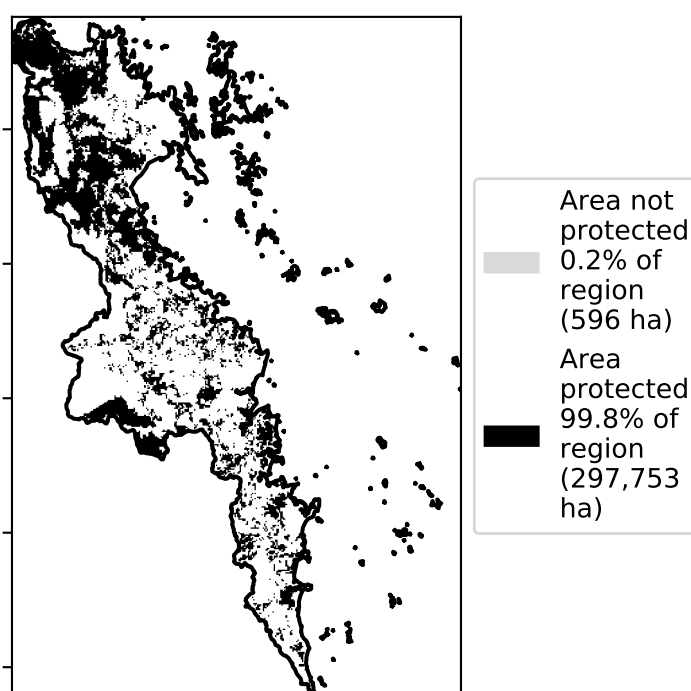 Area not
protected
0.2% of
region
(596 ha)
Area
protected
99.8% of
region
(297,753
ha)